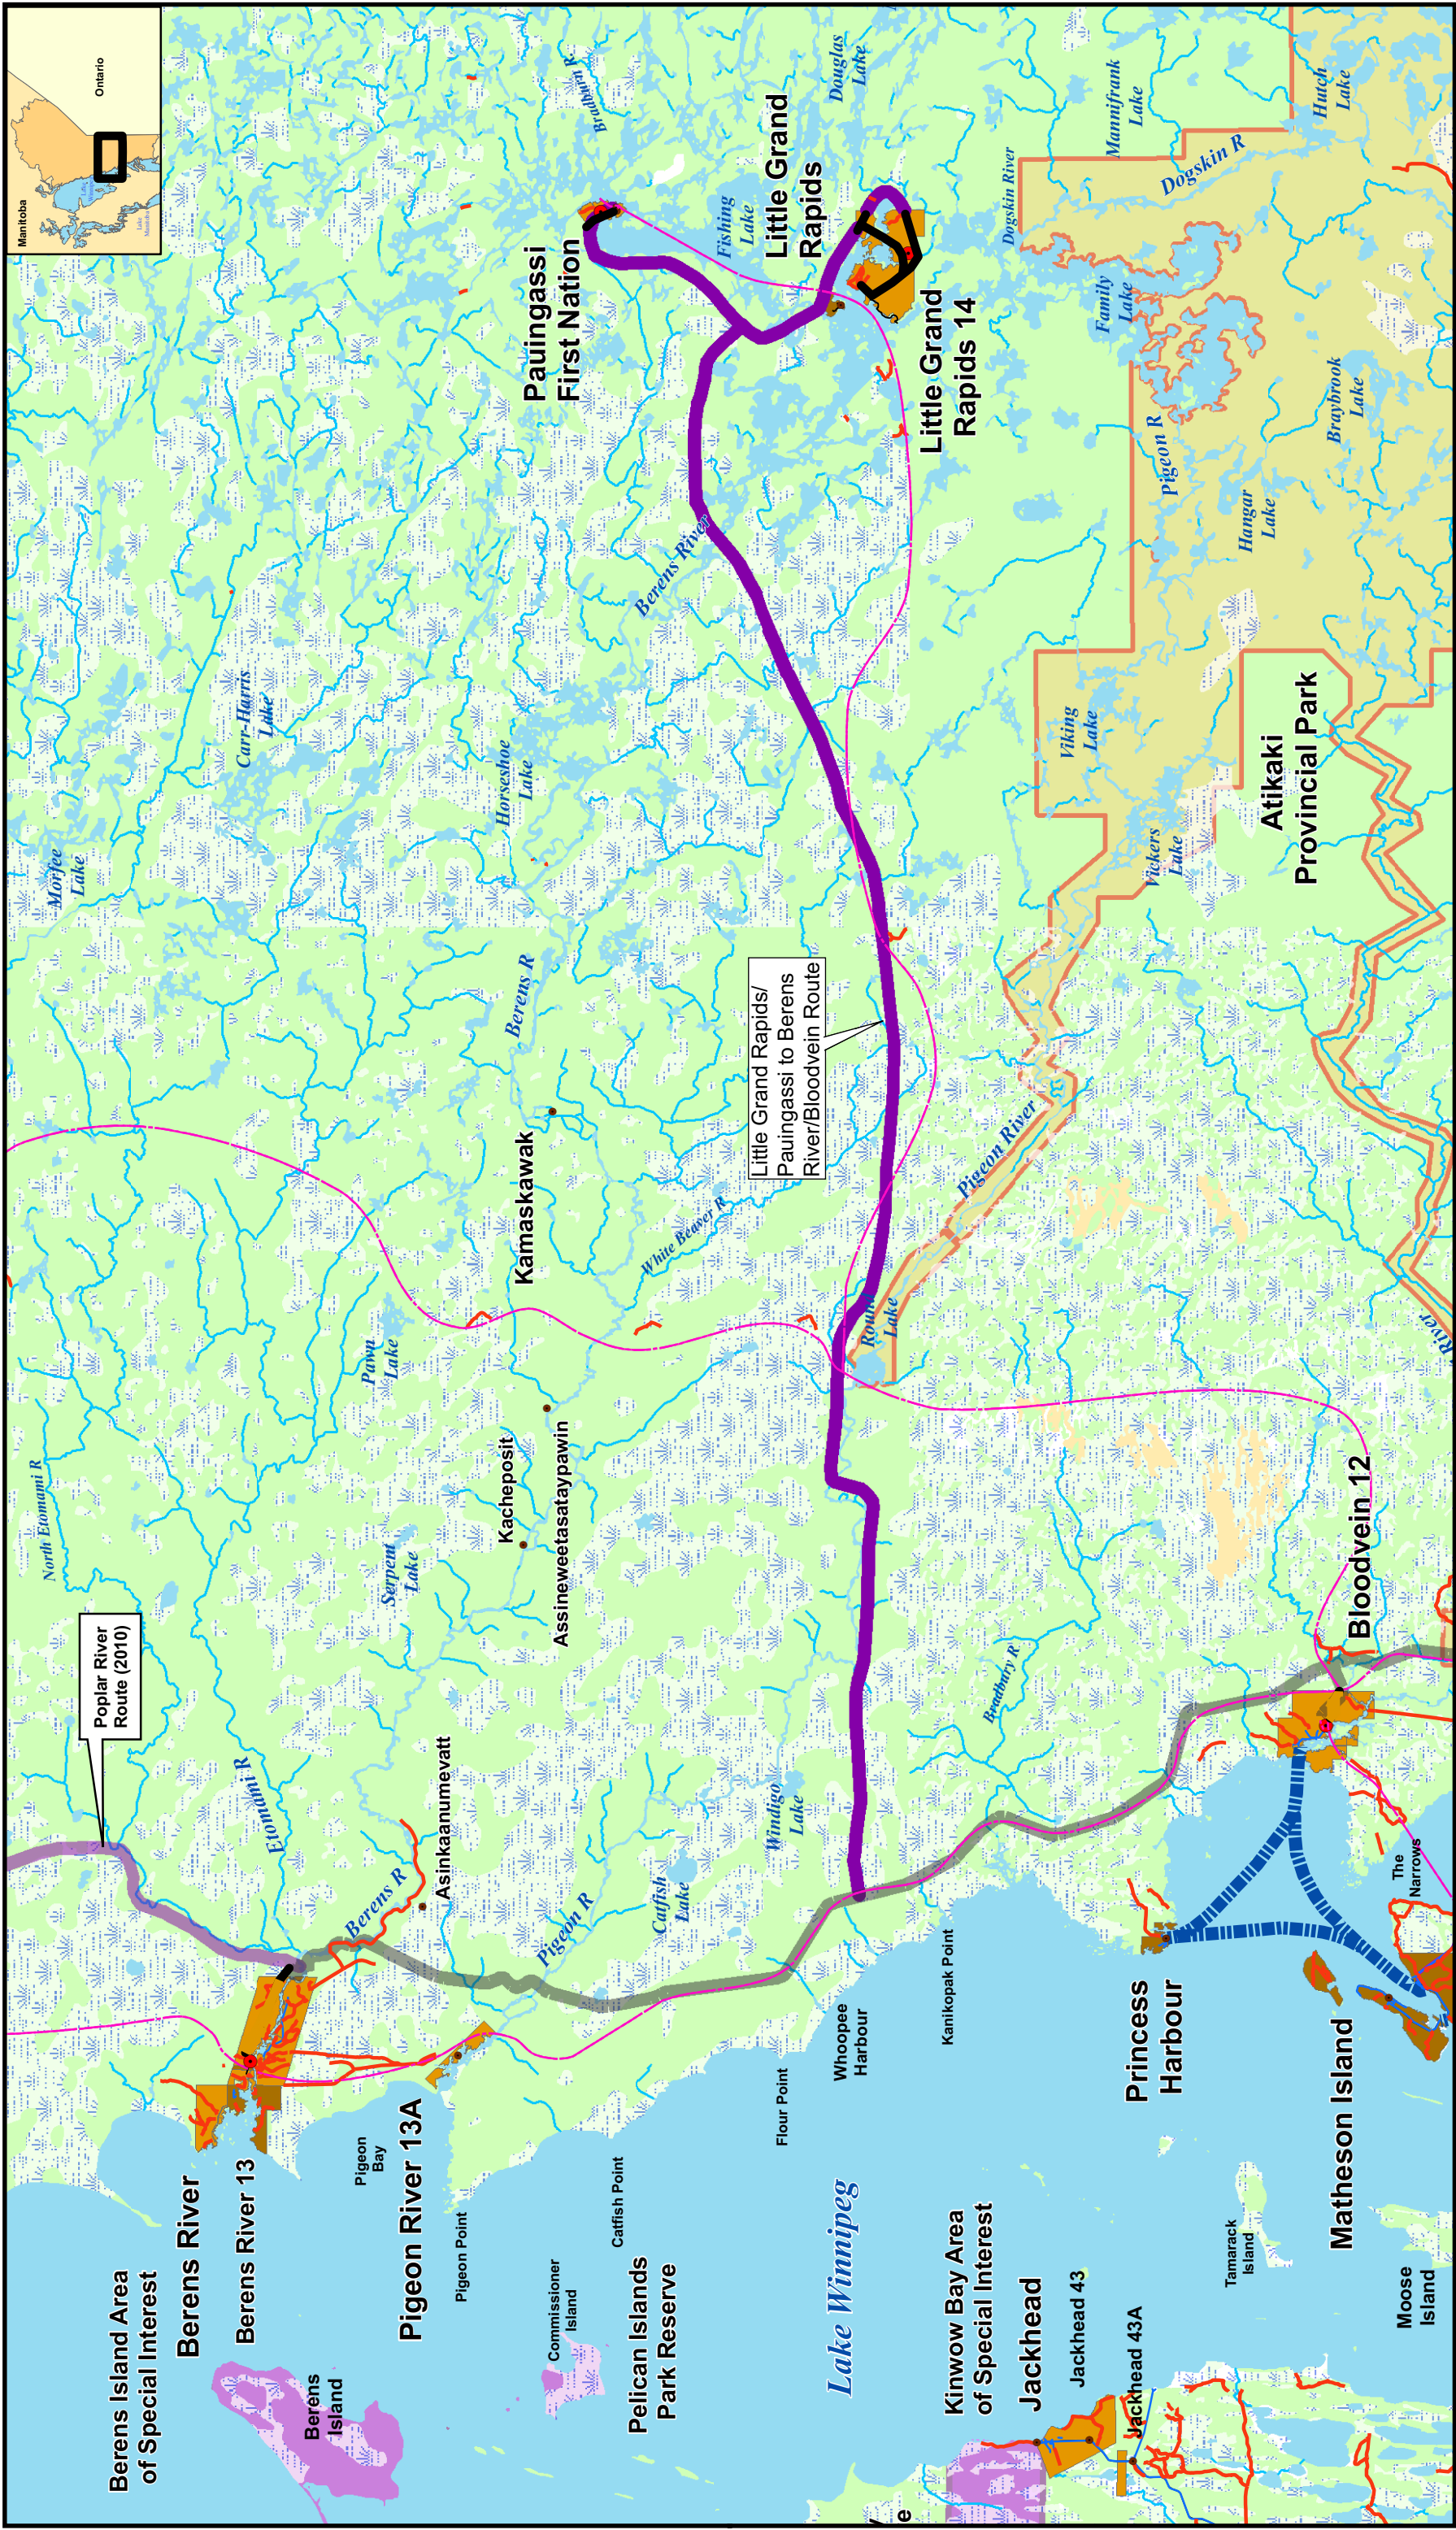 Manitoba
Ontario
Morfee
Lake
North Etomami R
Poplar River
Route (2010)
Berens Island Area
of Special Interest
Berens River
Berens River 13
Etomami R
Carr-Harris
Lake
Berens
Island
Pigeon
Bay
Berens R
Pawn
Lake
Serpent
Lake
Pigeon River 13A
Asinkaanumevatt
Pigeon Point
Kacheposit
Horseshoe
Lake
Berens R
Kamaskawak
Pauingassi
First Nation
Bradburn R.
Assineweetasataypawin
Commissioner
Island
Pigeon R
Catfish Point
Pelican Islands
Park Reserve
Catfish
Lake
Berens River
White Beaver R
Fishing
Lake
Little Grand Rapids/
Pauingassi to Berens
River/Bloodvein Route
Little Grand
Rapids
Windigo
Lake
Flour Point
Douglas
Lake
Whoopee
Harbour
Lake Winnipeg
Round
Lake
Little Grand
Rapids 14
Kanikopak Point
Kinwow Bay Area
of Special Interest
Jackhead
Jackhead 43
Jackhead 43A
Pigeon River
Bradbury R
Dogskin River
Viking
Lake
Family
Lake
Mannifrank
Lake
Princess
Harbour
Vickers
Lake
Pigeon R
Dogskin R
Hangar
Lake
Tamarack
Island
Atikaki
Provincial Park
Hutch
Lake
Braybrook
Lake
Matheson Island
Bloodvein 12
The
Narrows
Moose
Island
River
e